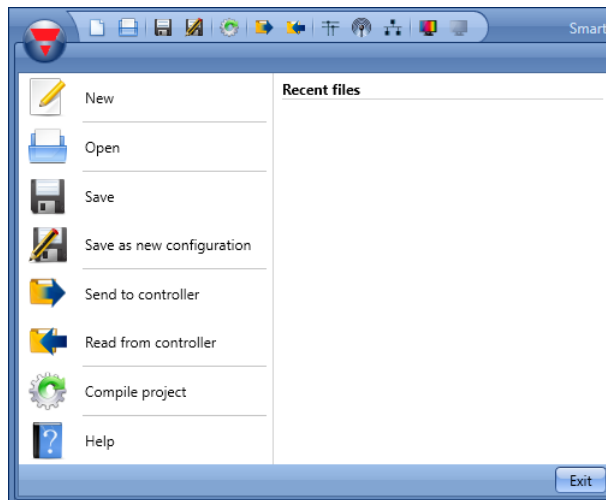 Smart
New
Recent files
Open
Save
Save as new configuration
Send to controller
Read from controller
Compile project
Help
Exit